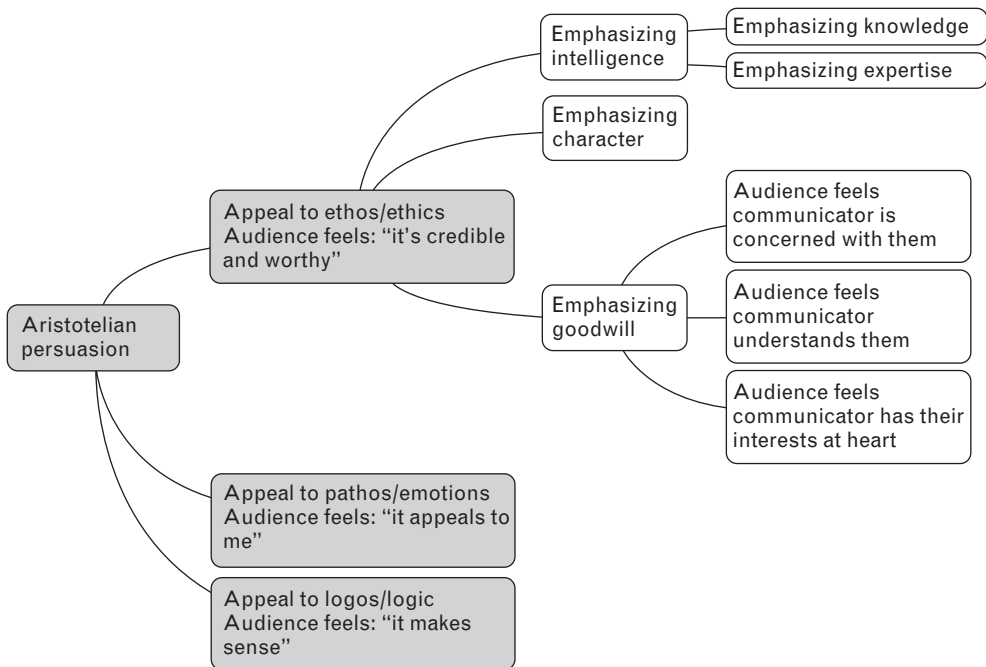 Aristotelian
persuasion
Appeal to ethos/ethics
Audience feels: “it’s credible
and worthy”
Emphasizing
intelligence
Emphasizing knowledge
Emphasizing expertise
Emphasizing
character
Emphasizing
goodwill
Audience feels
communicator is
concerned with them
Audience feels
communicator
understands them
Audience feels
communicator has their
interests at heart
Appeal to pathos/emotions
Audience feels: “it appeals to
me”
Appeal to logos/logic
Audience feels: “it makes
sense”